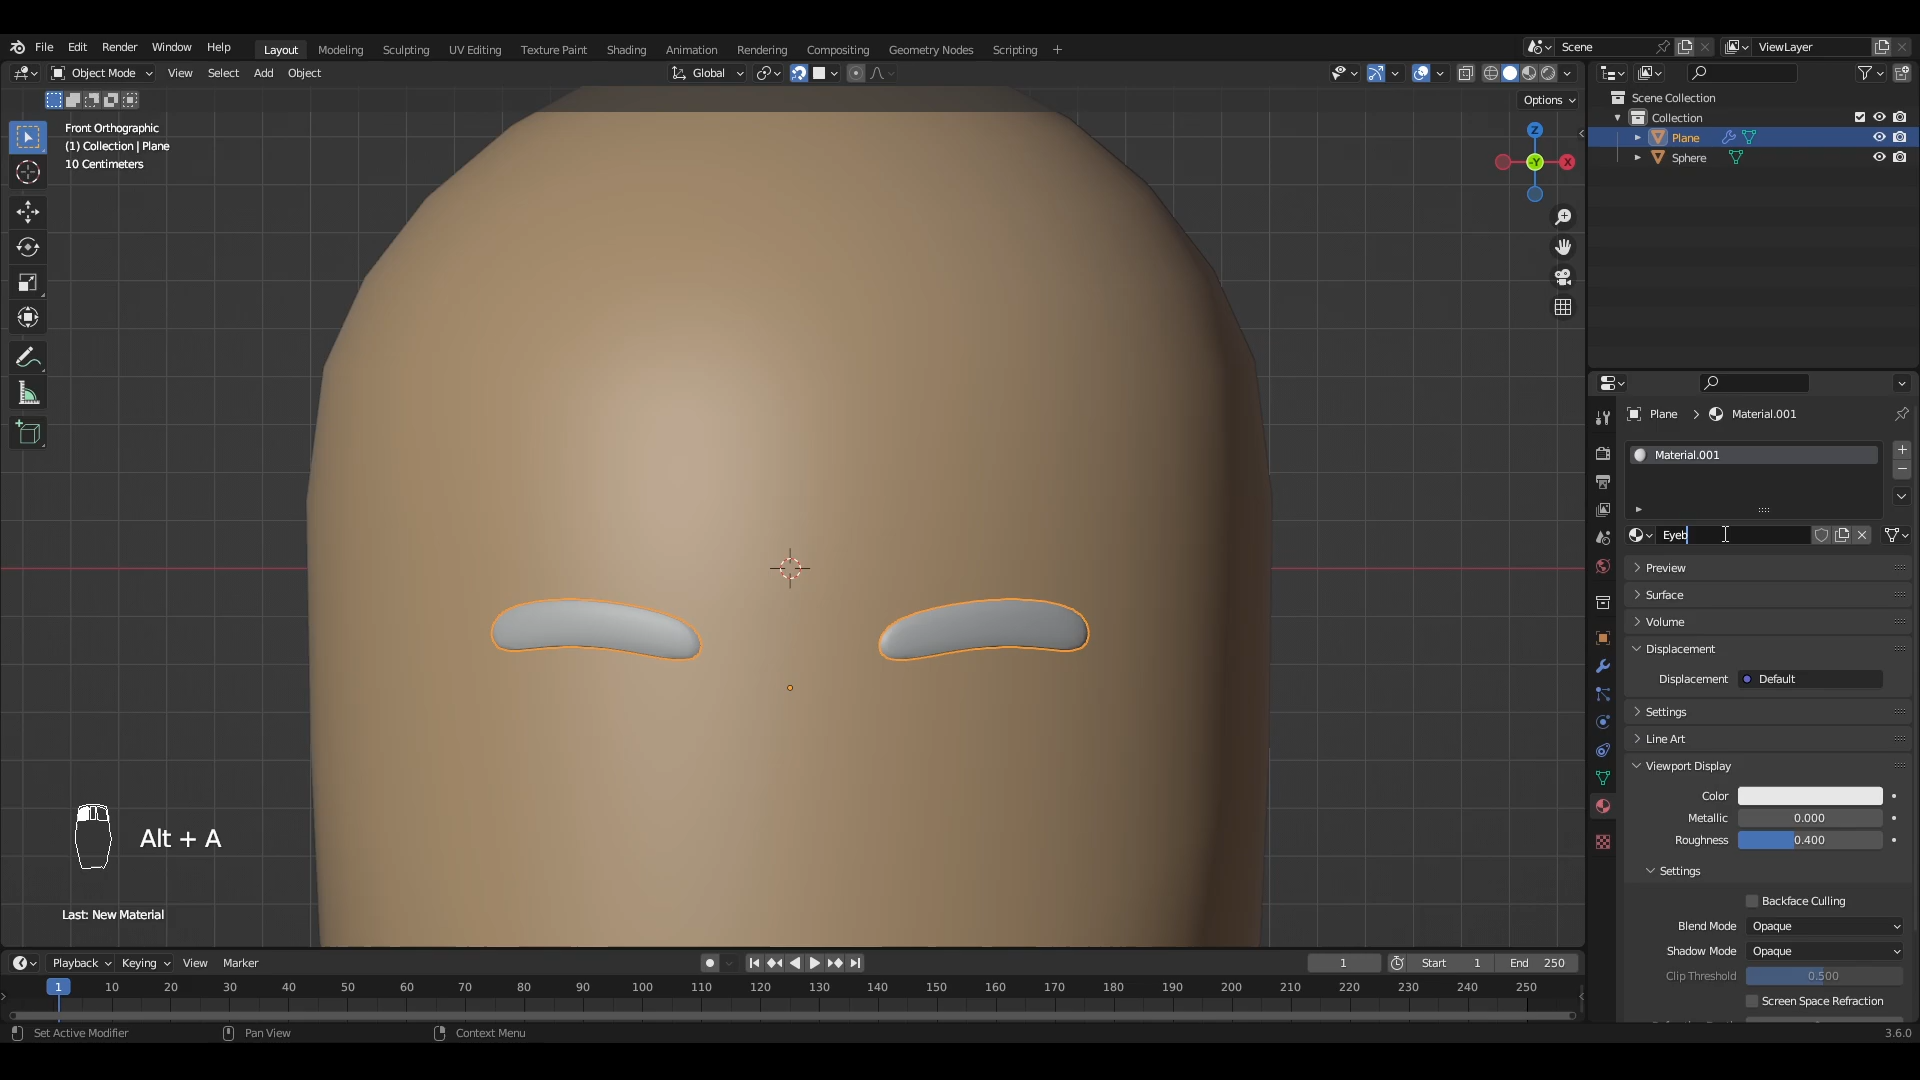 File Edit Render Window Help Layout Modeling Sculpting UV Editing Texture Paint Shading Animation Rendering Compositing Geometry Nodes Scripting Scene ViewLayer
Object Mode View Select Add Object Global
Options
Front Orthographic
(1) Collection | Plane
10 Centimeters
Z
-Y
X
Alt + A
Last: New Material
Scene Collection
Collection
Plane
Sphere
Plane Material.001
Material.001
Eyeb
Preview
Surface
Volume
Displacement
Displacement Default
Settings
Line Art
Viewport Display
Color
Metallic 0.000
Roughness 0.400
Settings
Backface Culling
Blend Mode Opaque
Shadow Mode Opaque
Clip Threshold 0.500
Screen Space Refraction
Playback Keying View Marker 1 Start 1 End 250
1 10 20 30 40 50 60 70 80 90 100 110 120 130 140 150 160 170 180 190 200 210 220 230 240 250
Set Active Modifier Pan View Context Menu 3.6.0